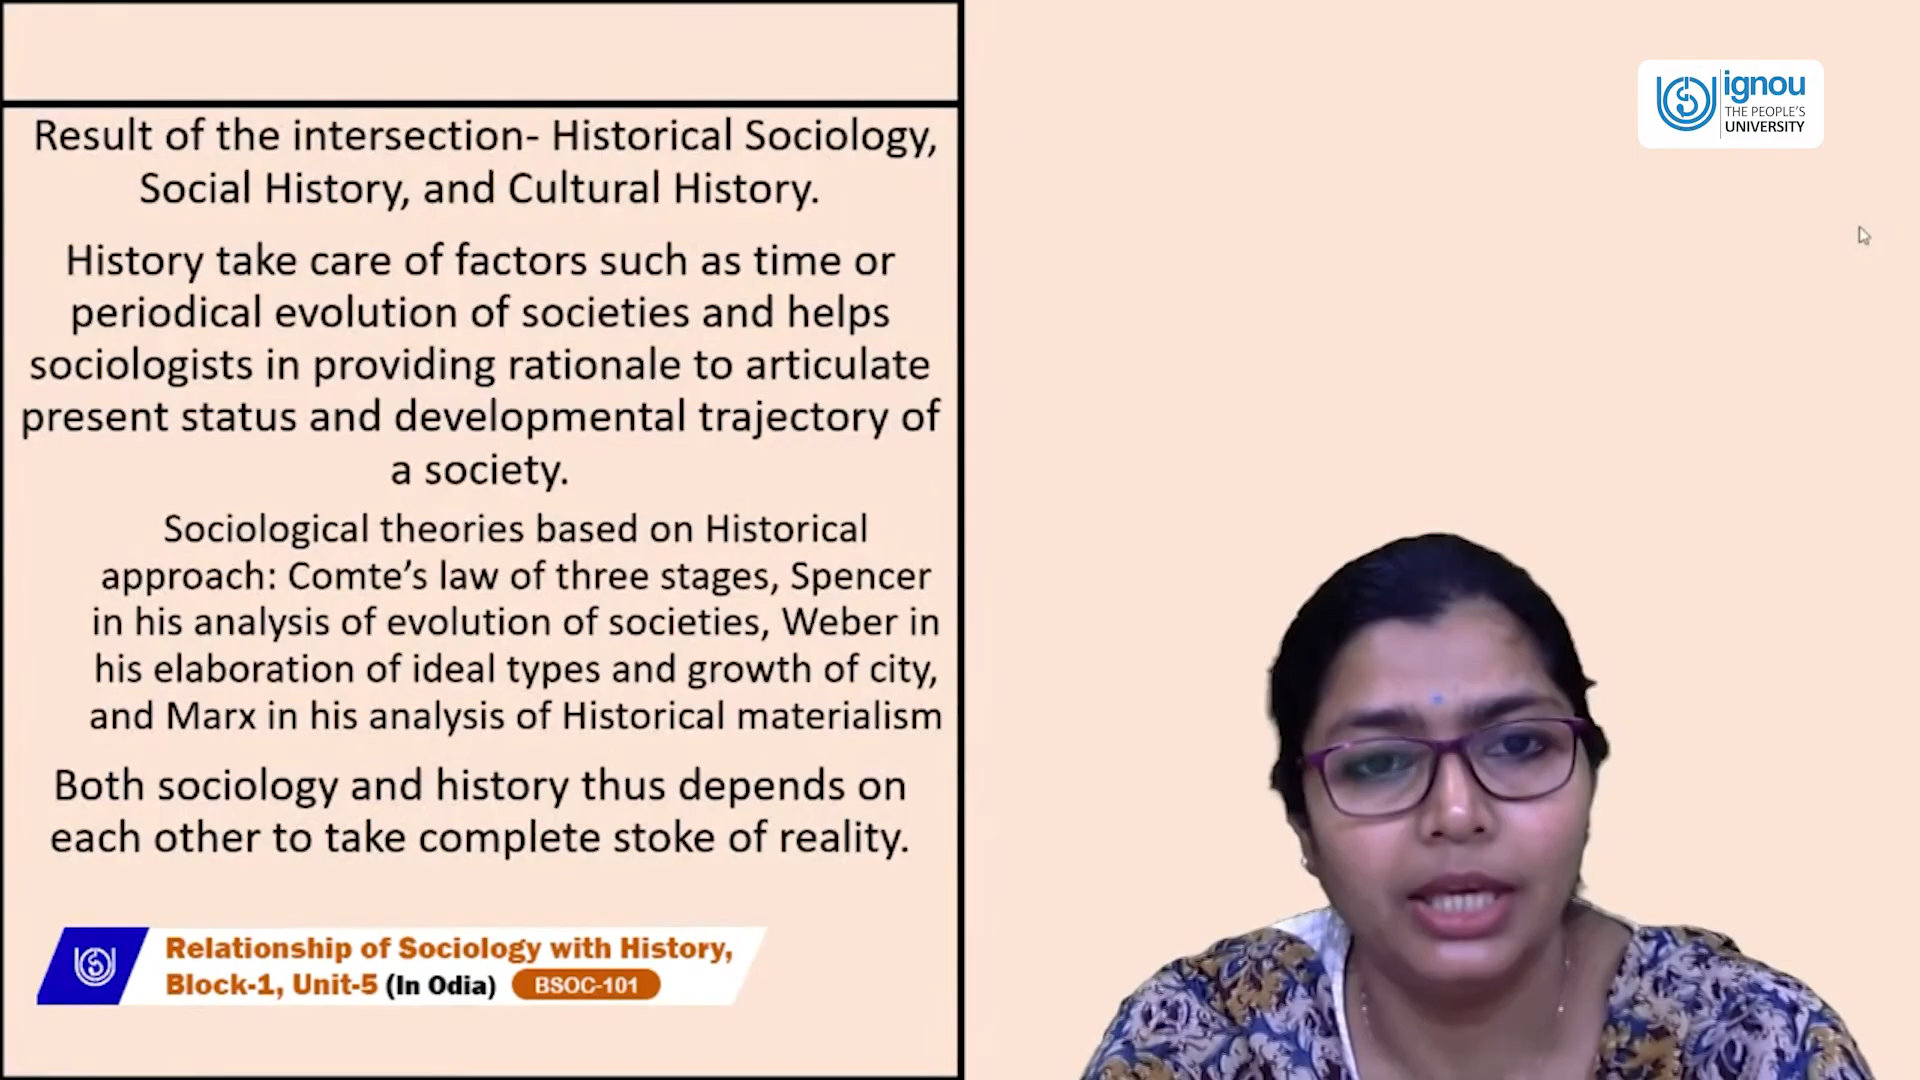 Result of the intersection- Historical Sociology,
Social History, and Cultural History.
History take care of factors such as time or
periodical evolution of societies and helps
sociologists in providing rationale to articulate
present status and developmental trajectory of
a society.
Sociological theories based on Historical
approach: Comte’s law of three stages, Spencer
in his analysis of evolution of societies, Weber in
his elaboration of ideal types and growth of city,
and Marx in his analysis of Historical materialism
Both sociology and history thus depends on
each other to take complete stoke of reality.
Relationship of Sociology with History,
Block-1, Unit-5 (In Odia) BSOC-101
ignou
THE PEOPLE'S
UNIVERSITY